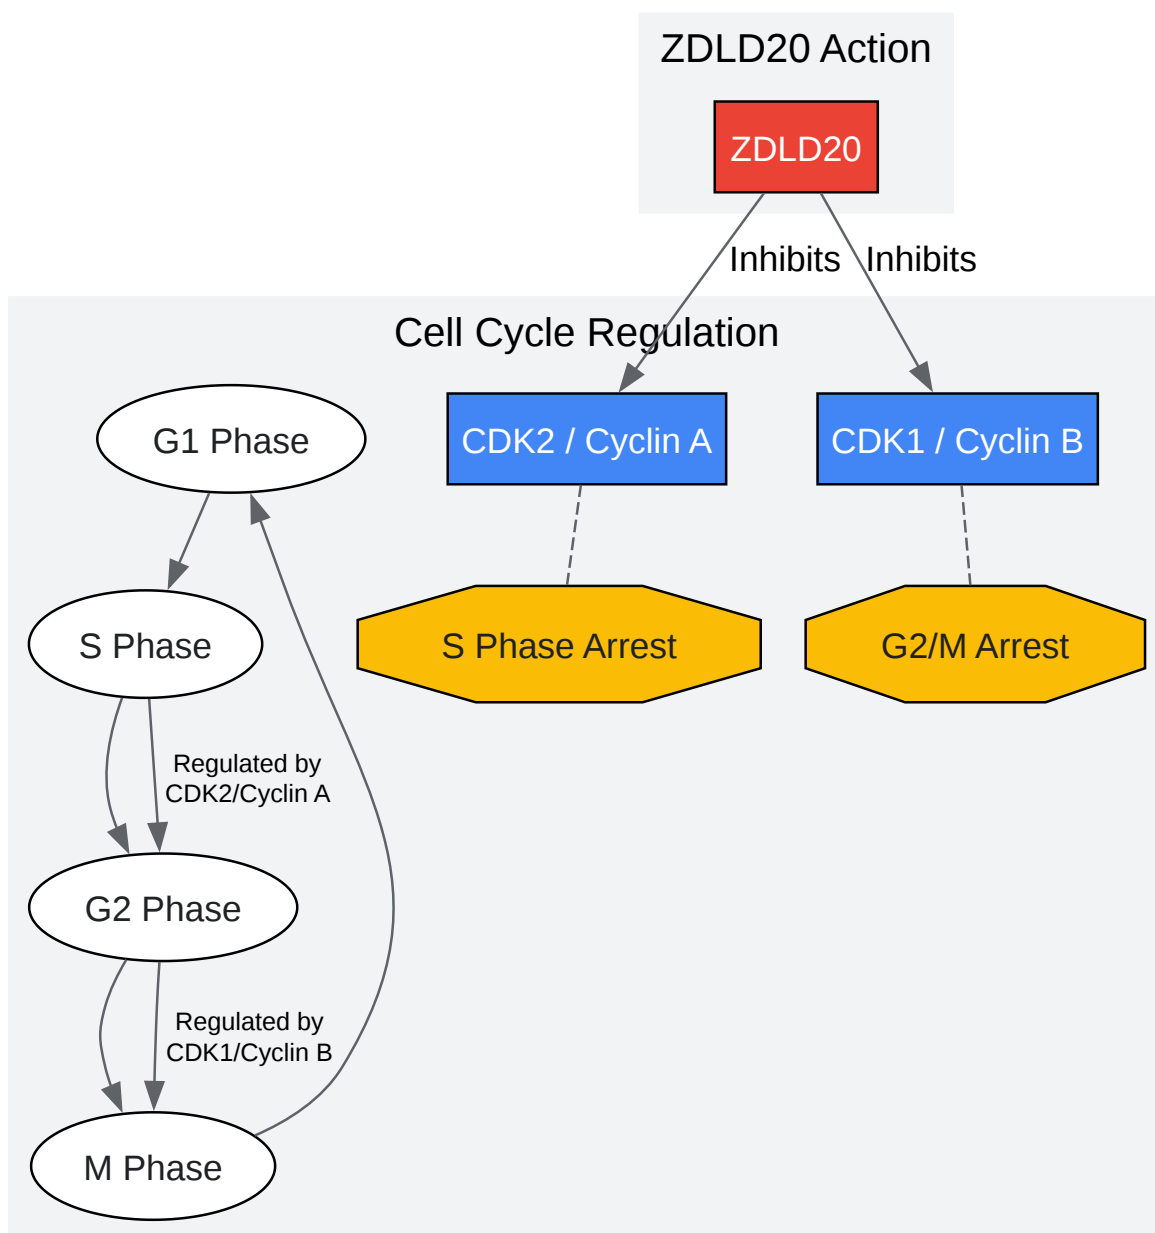 ZDLD20 Action
ZDLD20
Inhibits
Inhibits
Cell Cycle Regulation
G1 Phase
CDK2 / Cyclin A
CDK1 / Cyclin B
S Phase
S Phase Arrest
G2/M Arrest
Regulated by
CDK2/Cyclin A
G2 Phase
Regulated by
CDK1/Cyclin B
M Phase